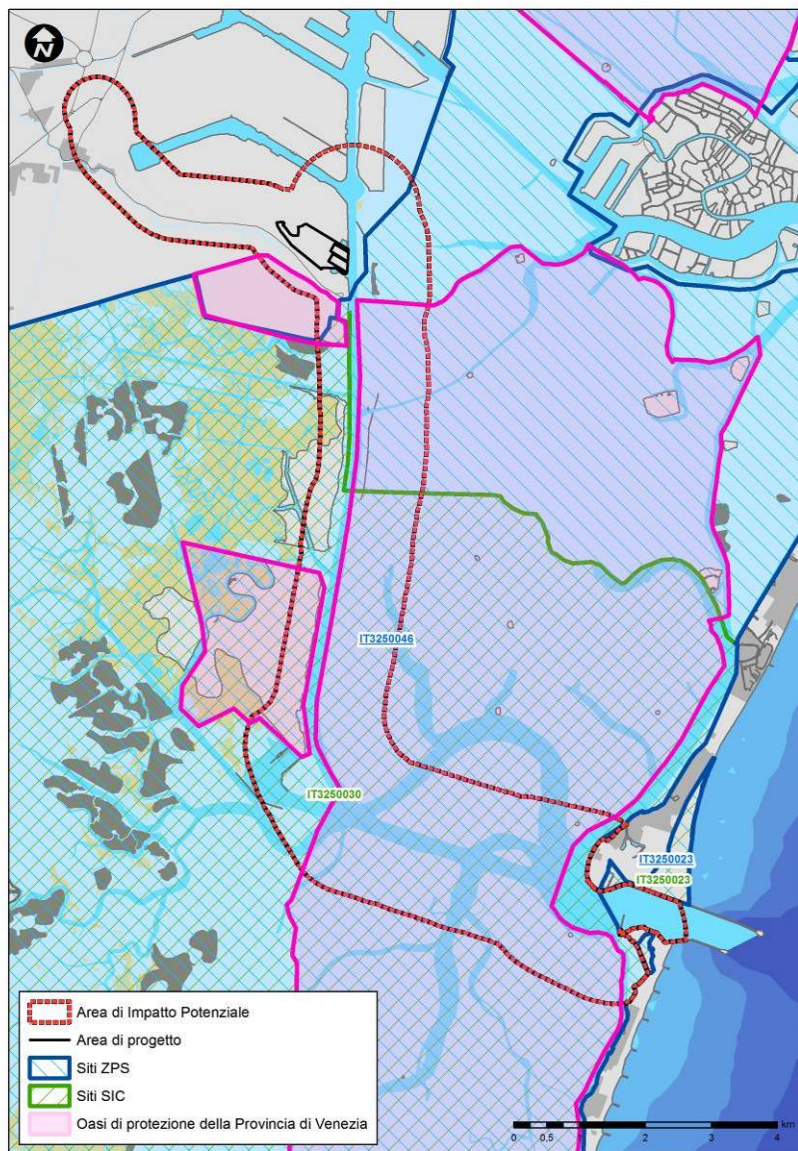 N
IT3250046
IT3250030
IT3250023
IT3250023
Area di Impatto Potenziale
Area di progetto
Siti ZPS
Siti SIC
Oasi di protezione della Provincia di Venezia
km
0 0,5 1 2 3 4